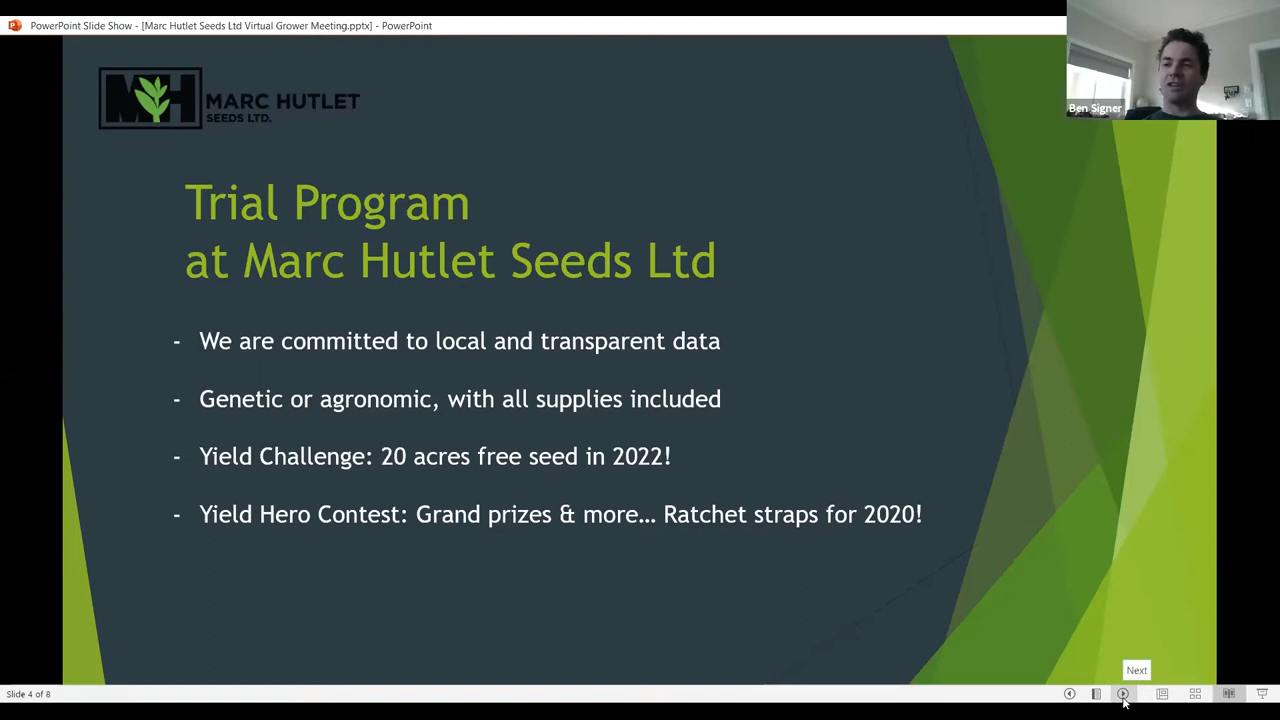 PowerPoint Slide Show - [Marc Hutlet Seeds Ltd Virtual Grower Meeting.pptx] - PowerPoint
Ben Signer
MH MARC HUTLET
SEEDS LTD.
Trial Program
at Marc Hutlet Seeds Ltd
- We are committed to local and transparent data
- Genetic or agronomic, with all supplies included
- Yield Challenge: 20 acres free seed in 2022!
- Yield Hero Contest: Grand prizes & more… Ratchet straps for 2020!
Next
Slide 4 of 8